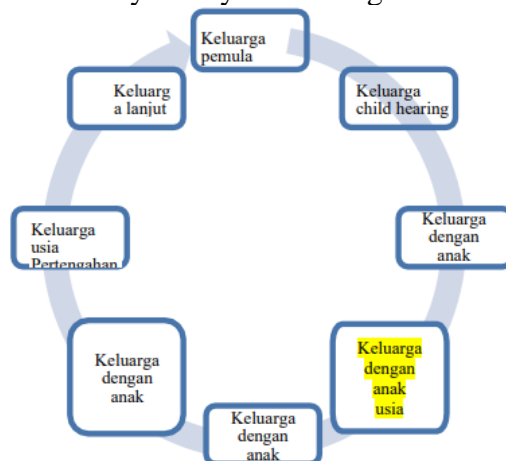 Keluarga
pemula
Keluarga
child hearing
Keluarga
dengan
anak
Keluarga
dengan
anak
usia
Keluarga
dengan
anak
Keluarga
dengan
anak
Keluarga
usia
Pertengahan
Keluarg
a lanjut